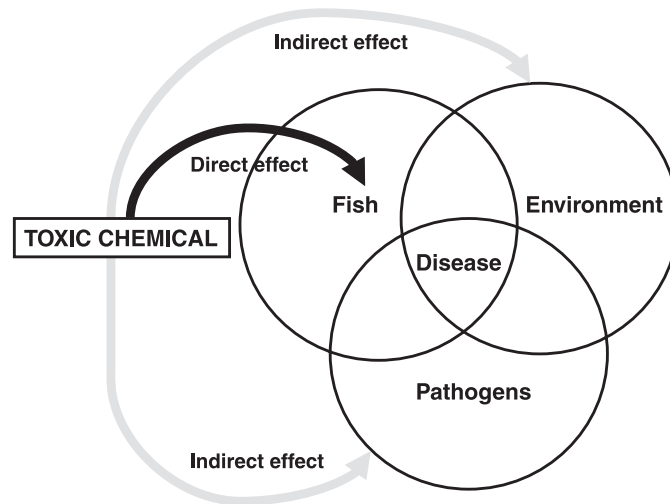 Indirect effect
Direct effect
Fish
Environment
TOXIC CHEMICAL
Disease
Pathogens
Indirect effect